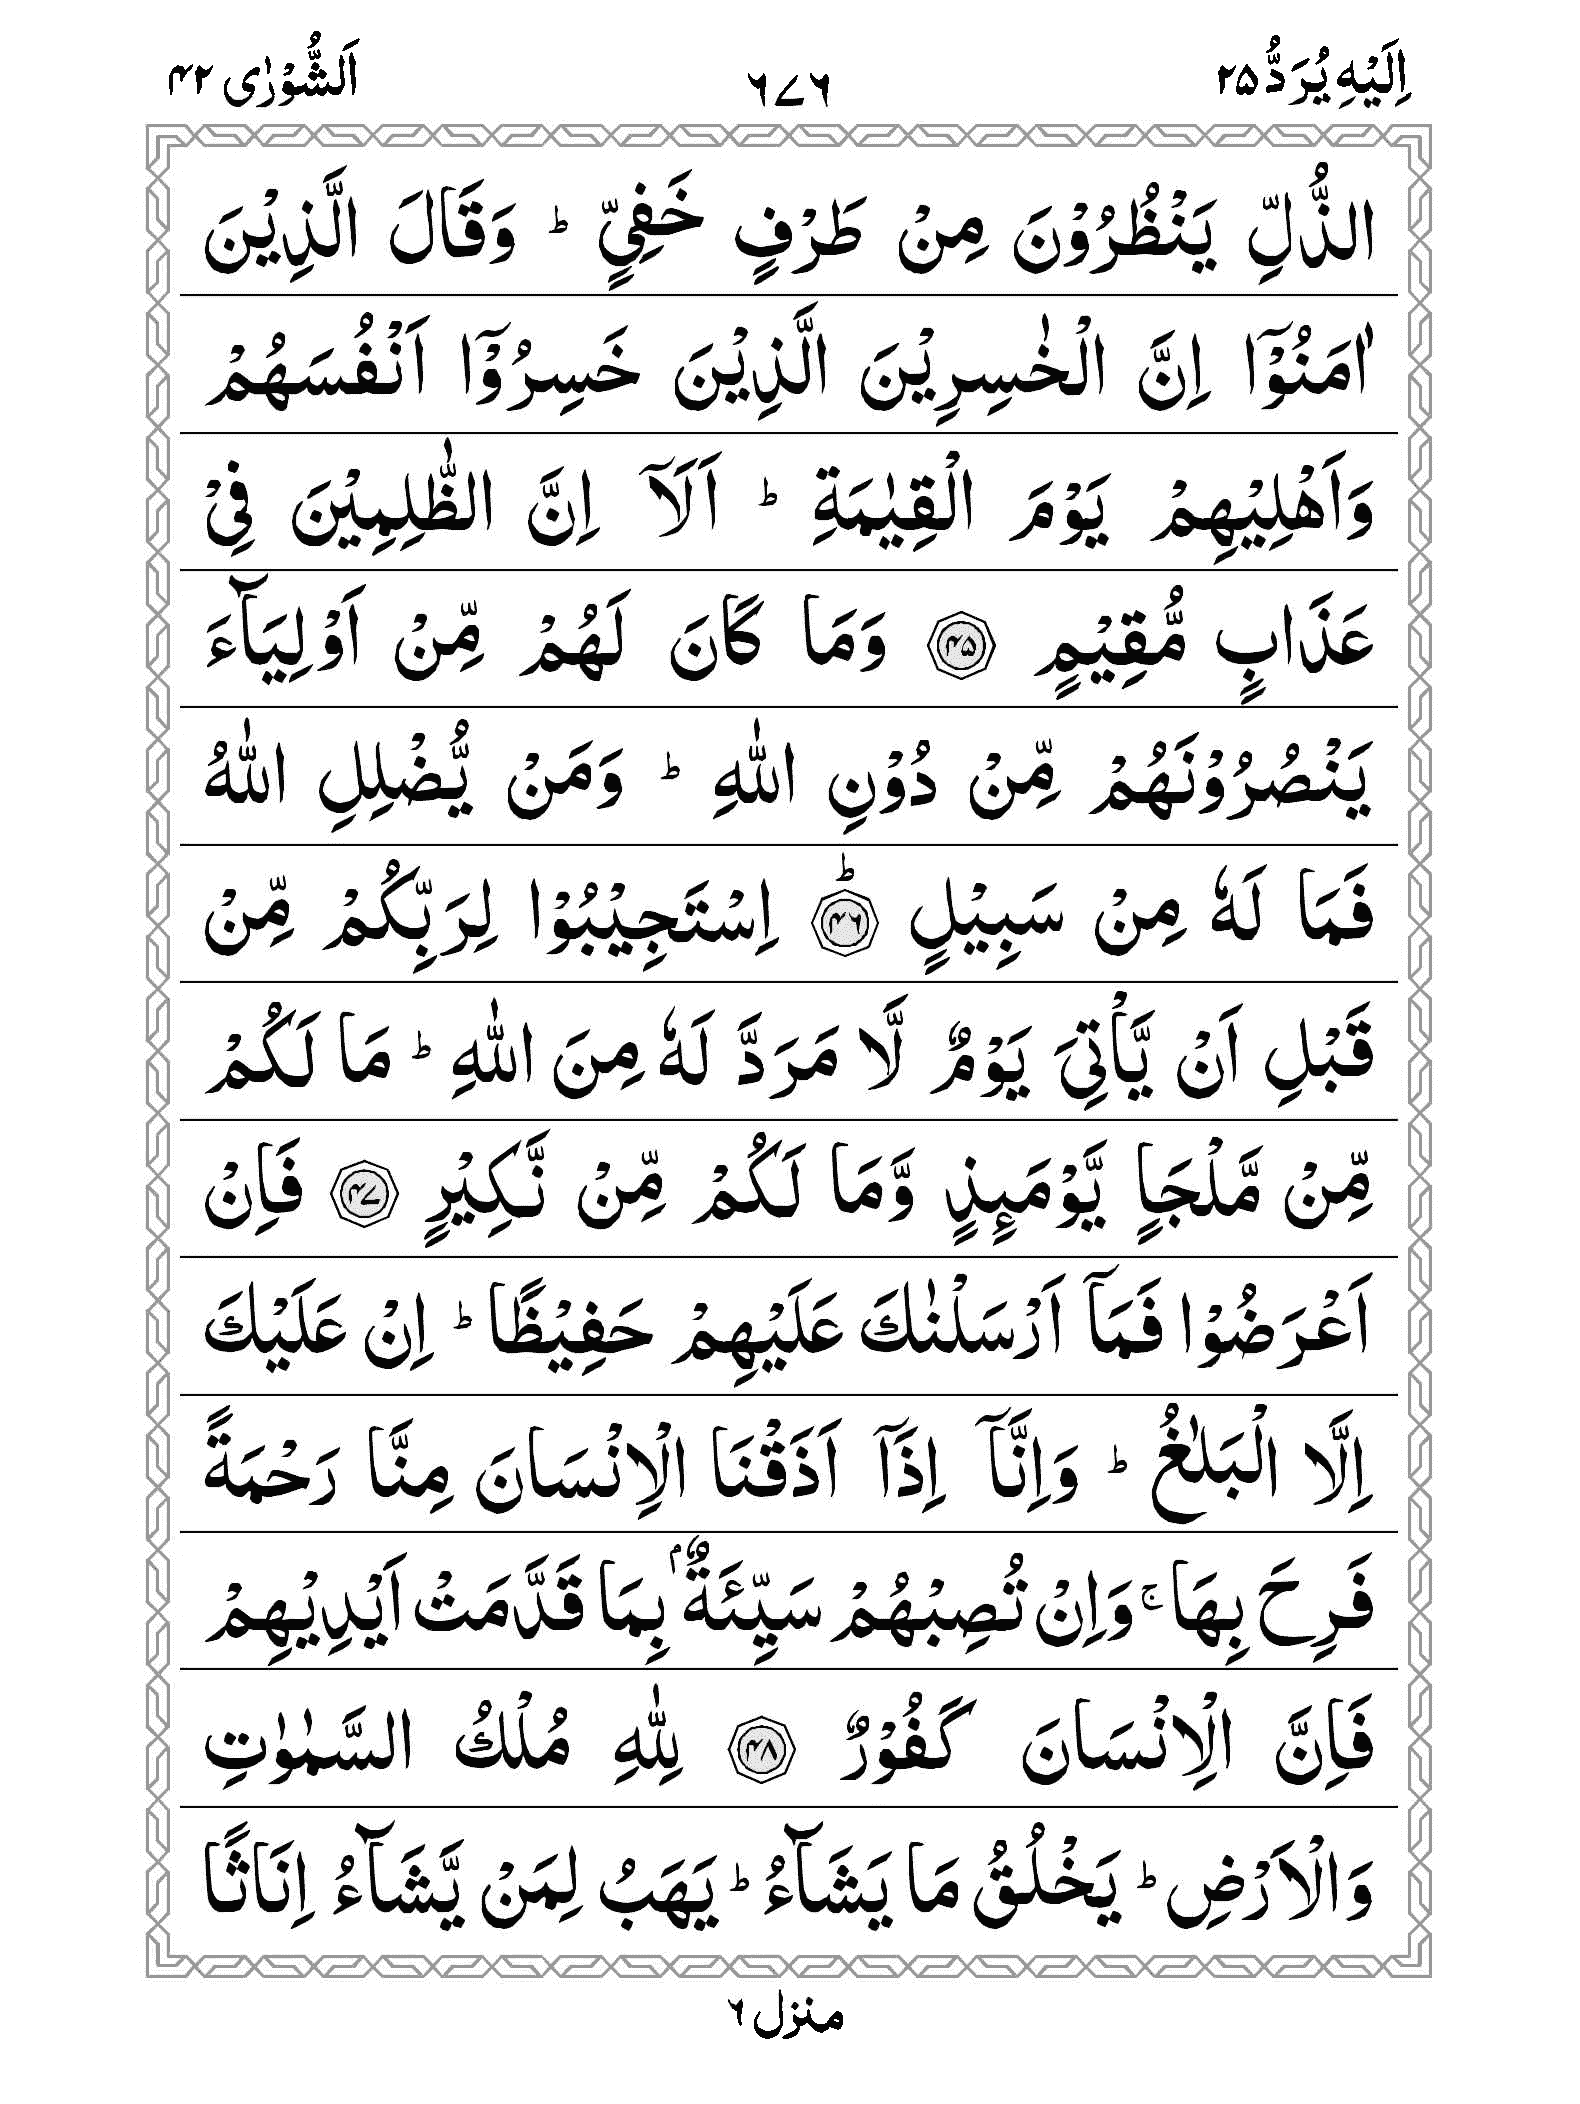 اِلَيْهِ يُرَدُّ ۲۵ ۶۷۶ اَلشُّوْرٰى ۴۲
الذُّلِّ يَنْظُرُوْنَ مِنْ طَرْفٍ خَفِيٍّ ؕ وَقَالَ الَّذِيْنَ
اٰمَنُوْۤا اِنَّ الْخٰسِرِيْنَ الَّذِيْنَ خَسِرُوْۤا اَنْفُسَهُمْ
وَاَهْلِيْهِمْ يَوْمَ الْقِيٰمَةِ ؕ اَلَاۤ اِنَّ الظّٰلِمِيْنَ فِيْ
عَذَابٍ مُّقِيْمٍ ۴۵ وَمَا كَانَ لَهُمْ مِّنْ اَوْلِيَآءَ
يَنْصُرُوْنَهُمْ مِّنْ دُوْنِ اللّٰهِ ؕ وَمَنْ يُّضْلِلِ اللّٰهُ
فَمَا لَهٗ مِنْ سَبِيْلٍ ؕ ۴۶ اِسْتَجِيْبُوْا لِرَبِّكُمْ مِّنْ
قَبْلِ اَنْ يَّاْتِيَ يَوْمٌ لَّا مَرَدَّ لَهٗ مِنَ اللّٰهِ ؕ مَا لَكُمْ
مِّنْ مَّلْجَاٍ يَّوْمَىِٕذٍ وَّمَا لَكُمْ مِّنْ نَّكِيْرٍ ۴۷ فَاِنْ
اَعْرَضُوْا فَمَاۤ اَرْسَلْنٰكَ عَلَيْهِمْ حَفِيْظًا ؕ اِنْ عَلَيْكَ
اِلَّا الْبَلٰغُ ؕ وَاِنَّاۤ اِذَاۤ اَذَقْنَا الْاِنْسَانَ مِنَّا رَحْمَةً
فَرِحَ بِهَا ۚ وَاِنْ تُصِبْهُمْ سَيِّئَةٌۢ بِمَا قَدَّمَتْ اَيْدِيْهِمْ
فَاِنَّ الْاِنْسَانَ كَفُوْرٌ ۴۸ لِلّٰهِ مُلْكُ السَّمٰوٰتِ
وَالْاَرْضِ ؕ يَخْلُقُ مَا يَشَآءُ ؕ يَهَبُ لِمَنْ يَّشَآءُ اِنَاثًا
منزل ۶